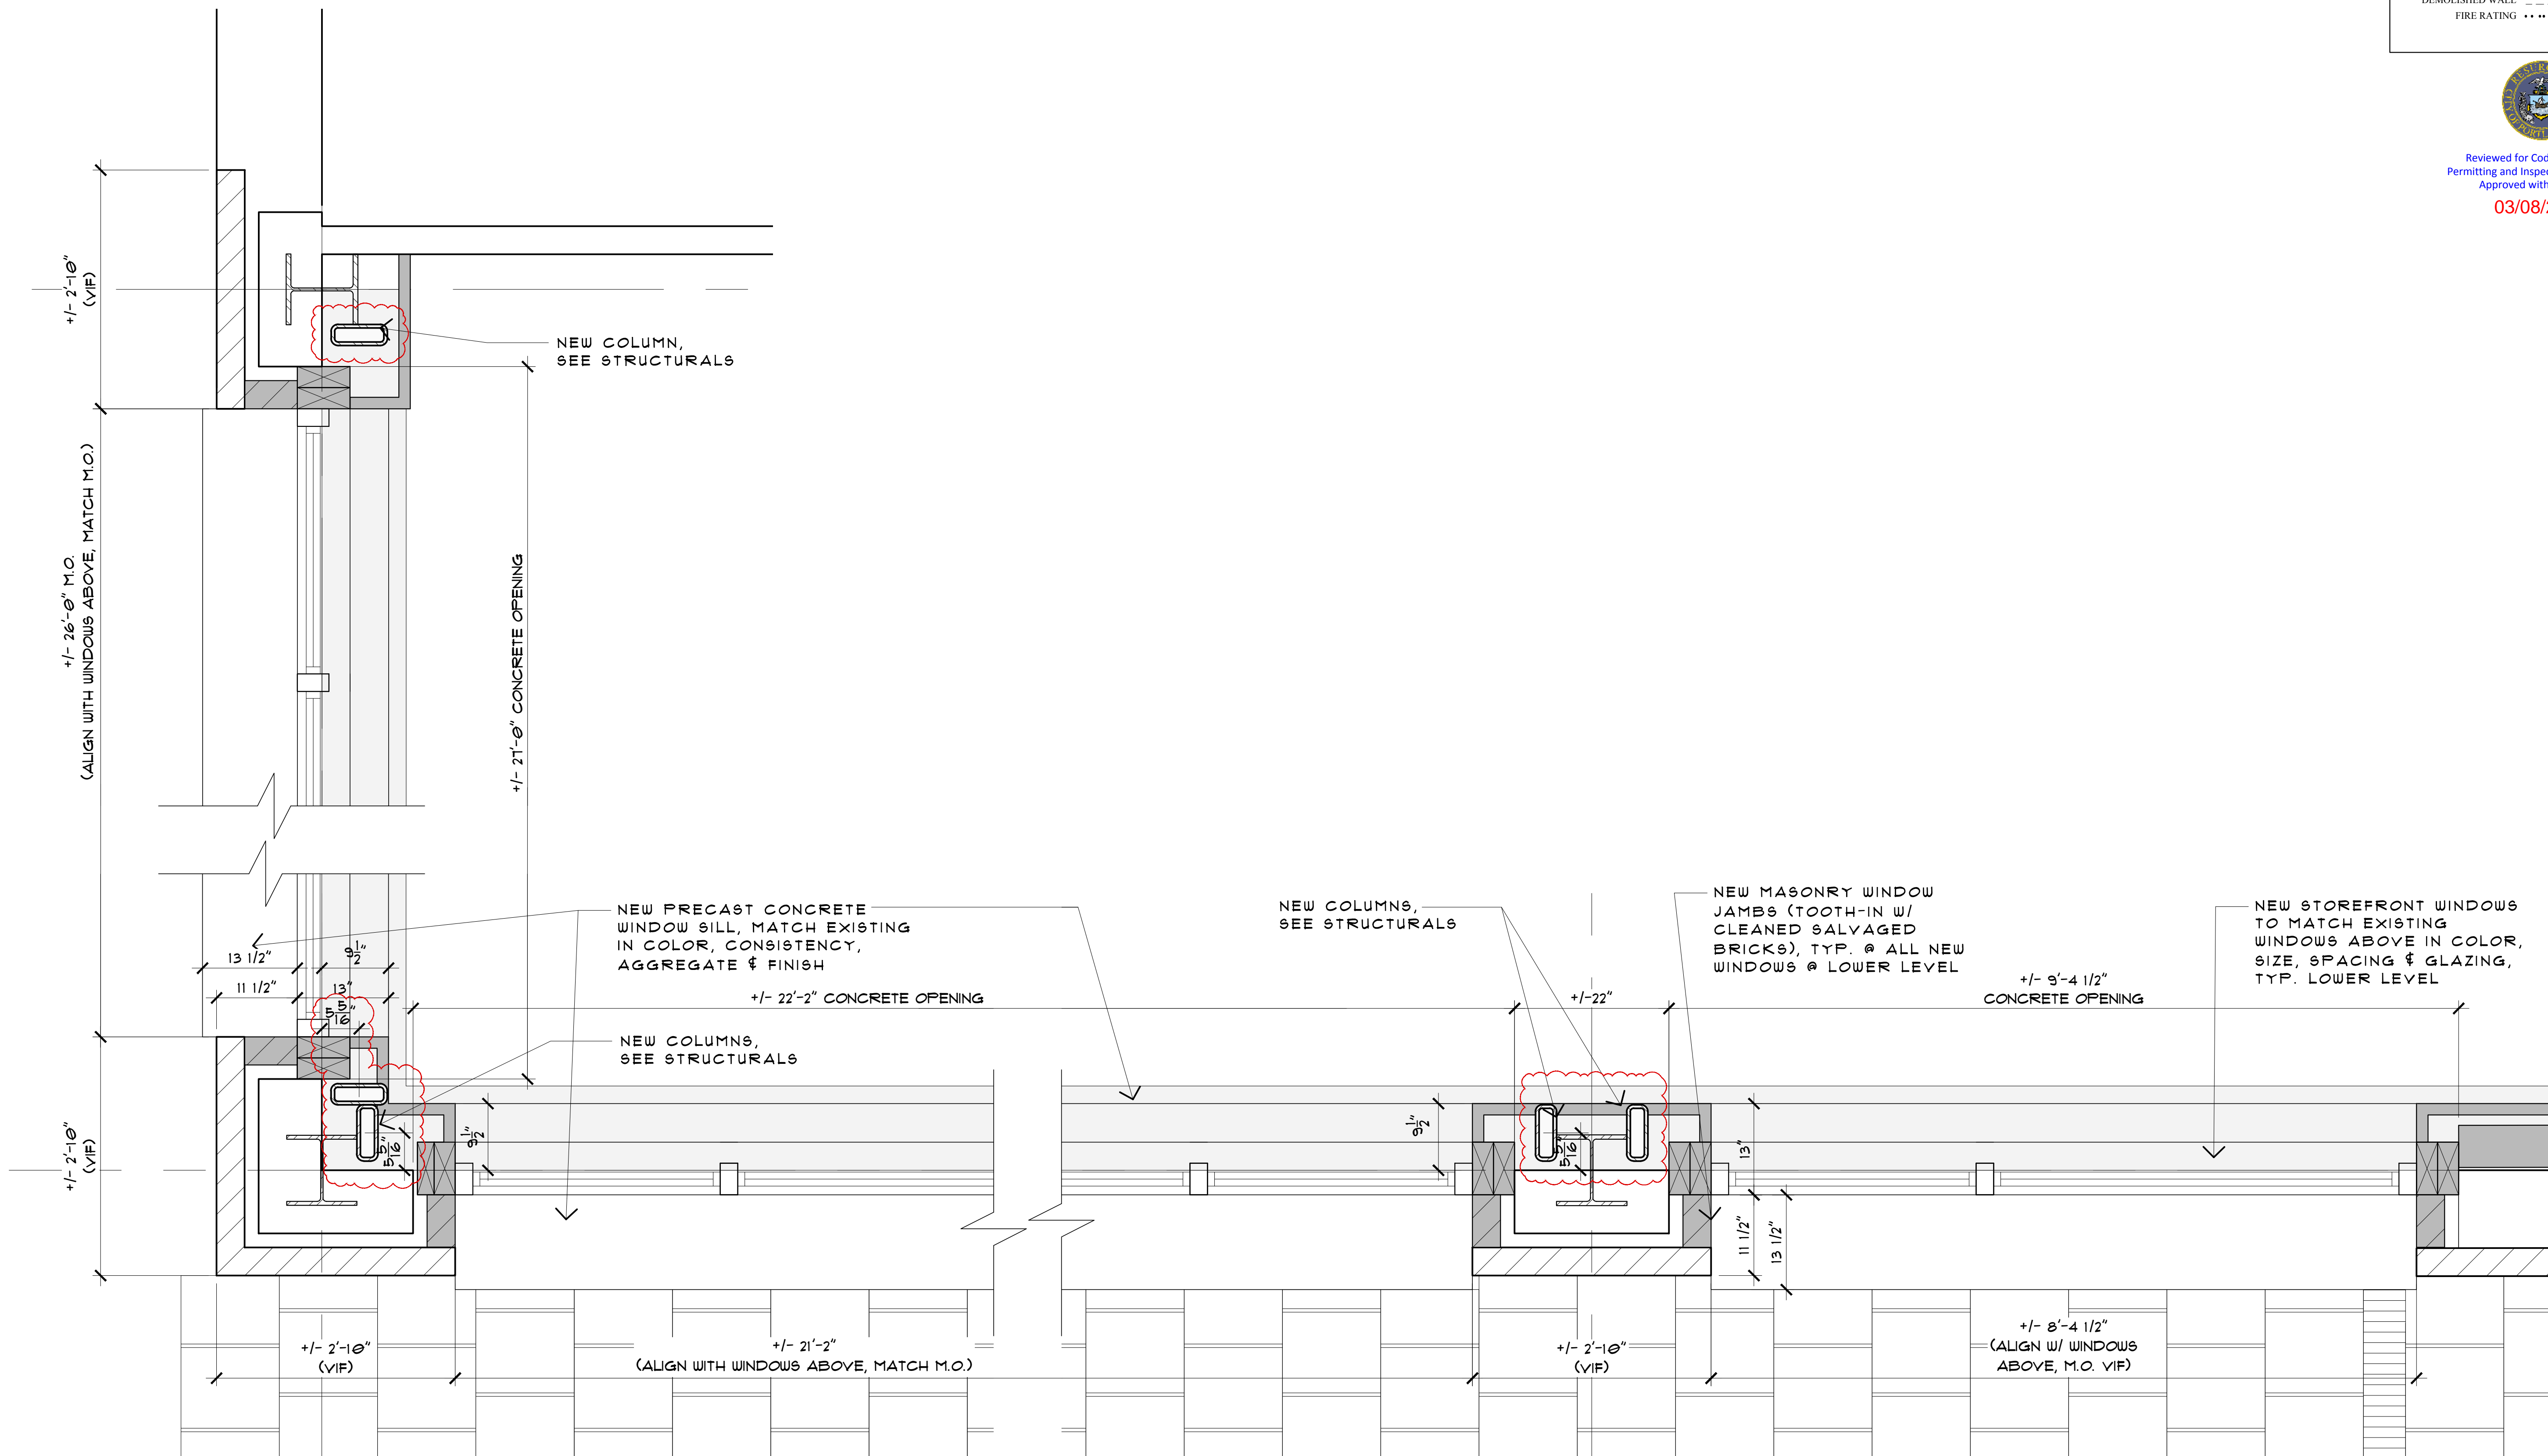 DEMOLISHED WALL
FIRE RATING
Reviewed for Cod
Permitting and Inspec
Approved with
03/08/2
+/- 2'-10"
(VIF)
NEW COLUMN,
SEE STRUCTURALS
+/- 26'-0" M.O.
(ALIGN WITH WINDOWS ABOVE, MATCH M.O.)
+/- 27'-0" CONCRETE OPENING
NEW PRECAST CONCRETE
WINDOW SILL, MATCH EXISTING
IN COLOR, CONSISTENCY,
AGGREGATE & FINISH
NEW COLUMNS,
SEE STRUCTURALS
NEW MASONRY WINDOW
JAMBS (TOOTH-IN W/
CLEANED SALVAGED
BRICKS), TYP. @ ALL NEW
WINDOWS @ LOWER LEVEL
NEW STOREFRONT WINDOWS
TO MATCH EXISTING
WINDOWS ABOVE IN COLOR,
SIZE, SPACING & GLAZING,
TYP. LOWER LEVEL
13 1/2"
9 1/2"
11 1/2"
13"
5 5/16"
+/- 22'-2" CONCRETE OPENING
+/-22"
+/- 9'-4 1/2"
CONCRETE OPENING
NEW COLUMNS,
SEE STRUCTURALS
5 5/16"
9 1/2"
9 1/2"
5 5/16"
13"
11 1/2"
13 1/2"
+/- 2'-10"
(VIF)
+/- 2'-10"
(VIF)
+/- 21'-2"
(ALIGN WITH WINDOWS ABOVE, MATCH M.O.)
+/- 2'-10"
(VIF)
+/- 8'-4 1/2"
(ALIGN W/ WINDOWS
ABOVE, M.O. VIF)